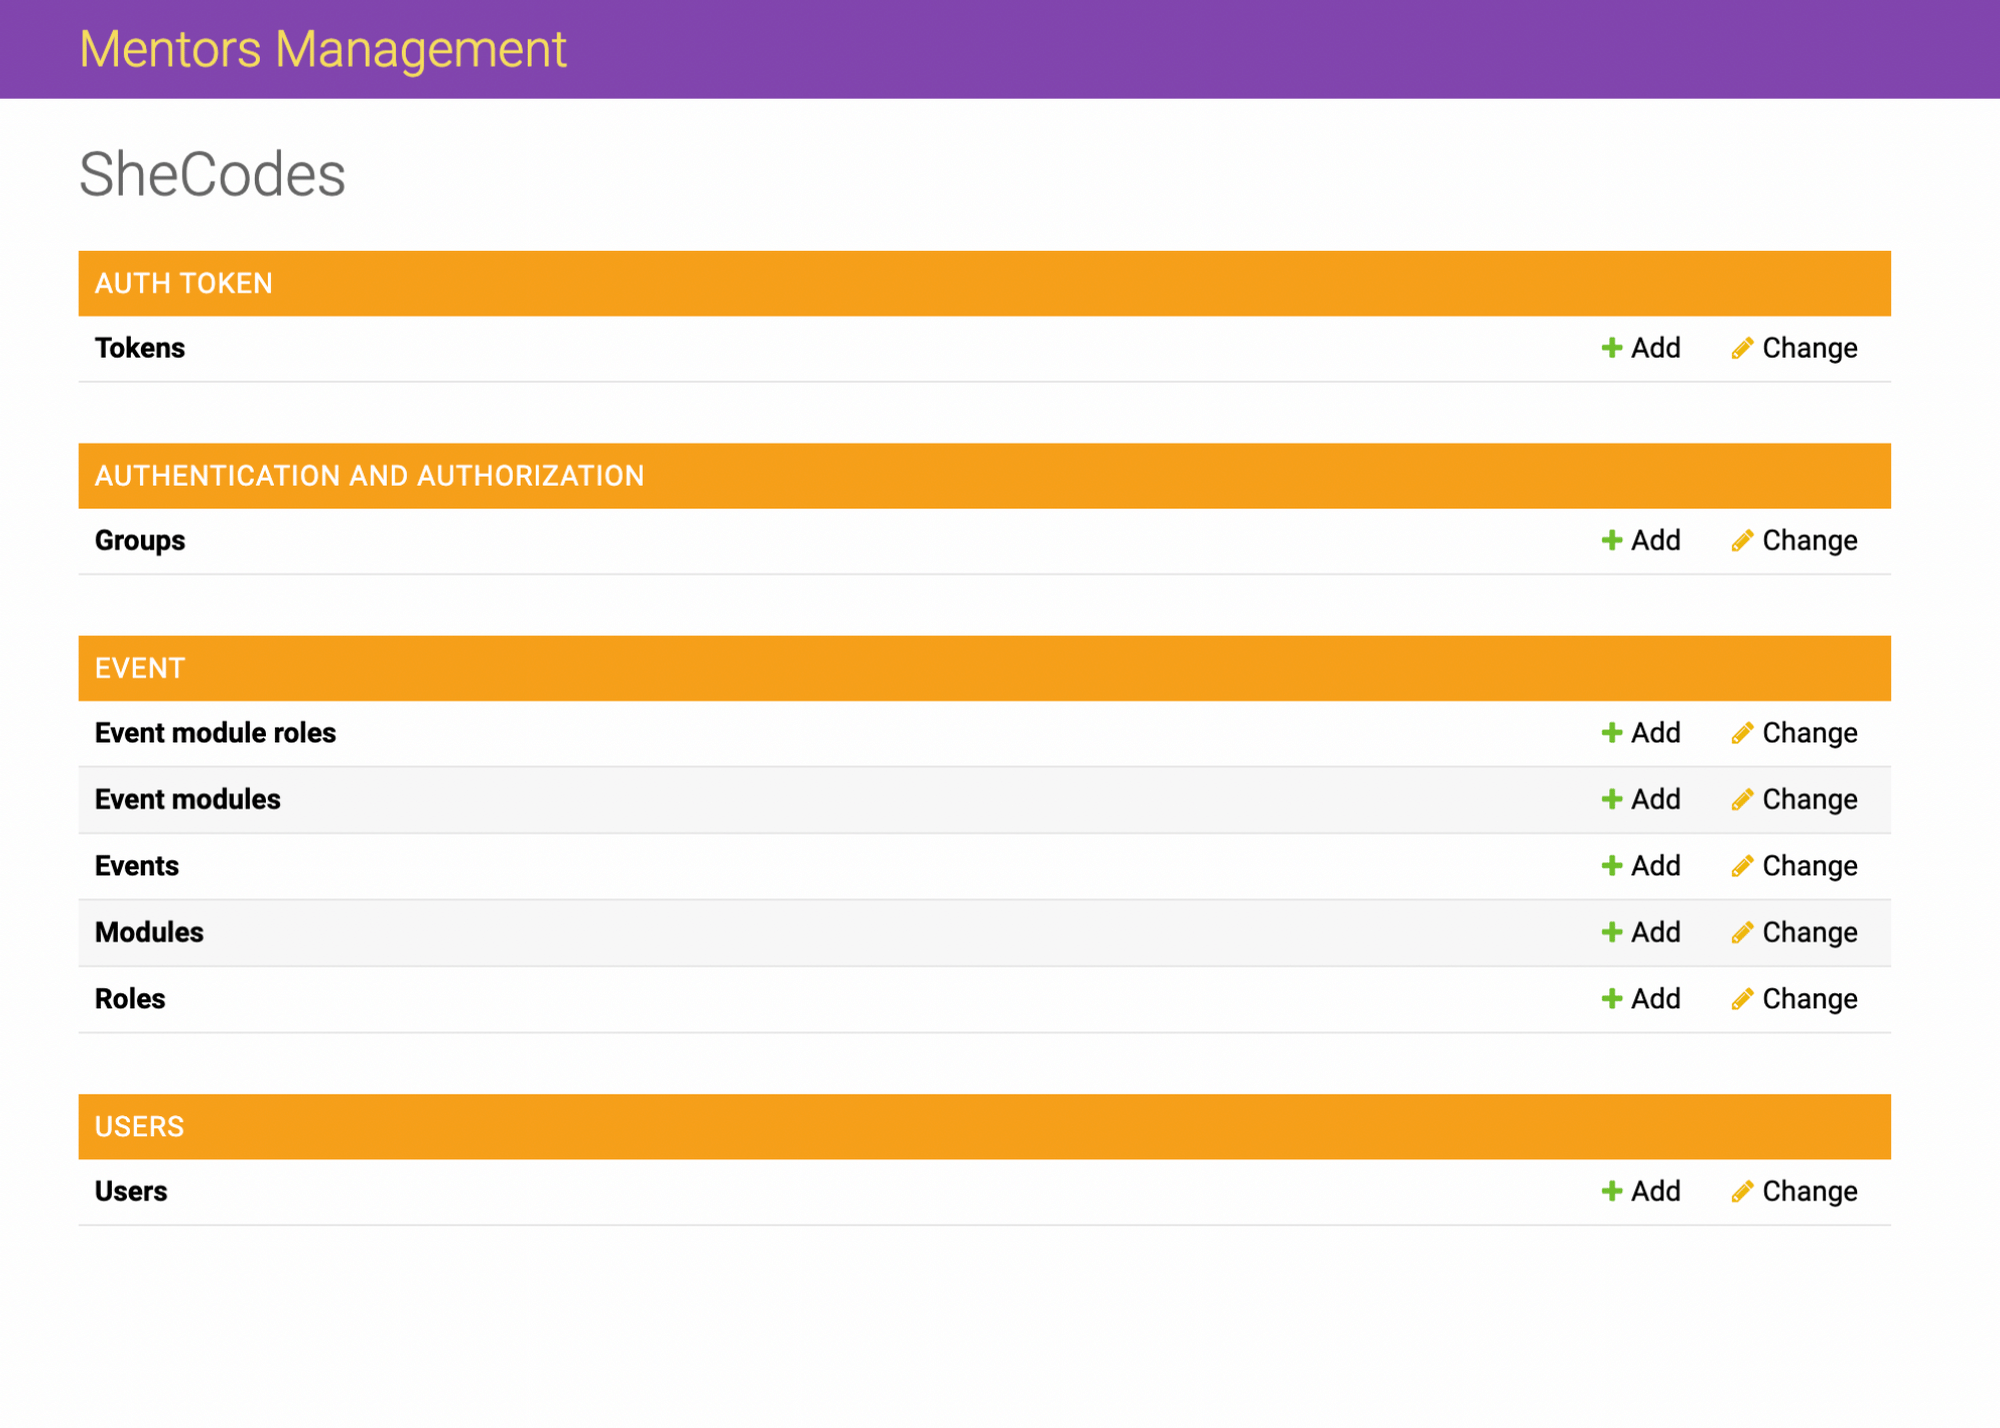 Mentors Management
SheCodes
AUTH TOKEN
Tokens Add Change
AUTHENTICATION AND AUTHORIZATION
Groups Add Change
EVENT
Event module roles Add Change
Event modules Add Change
Events Add Change
Modules Add Change
Roles Add Change
USERS
Users Add Change